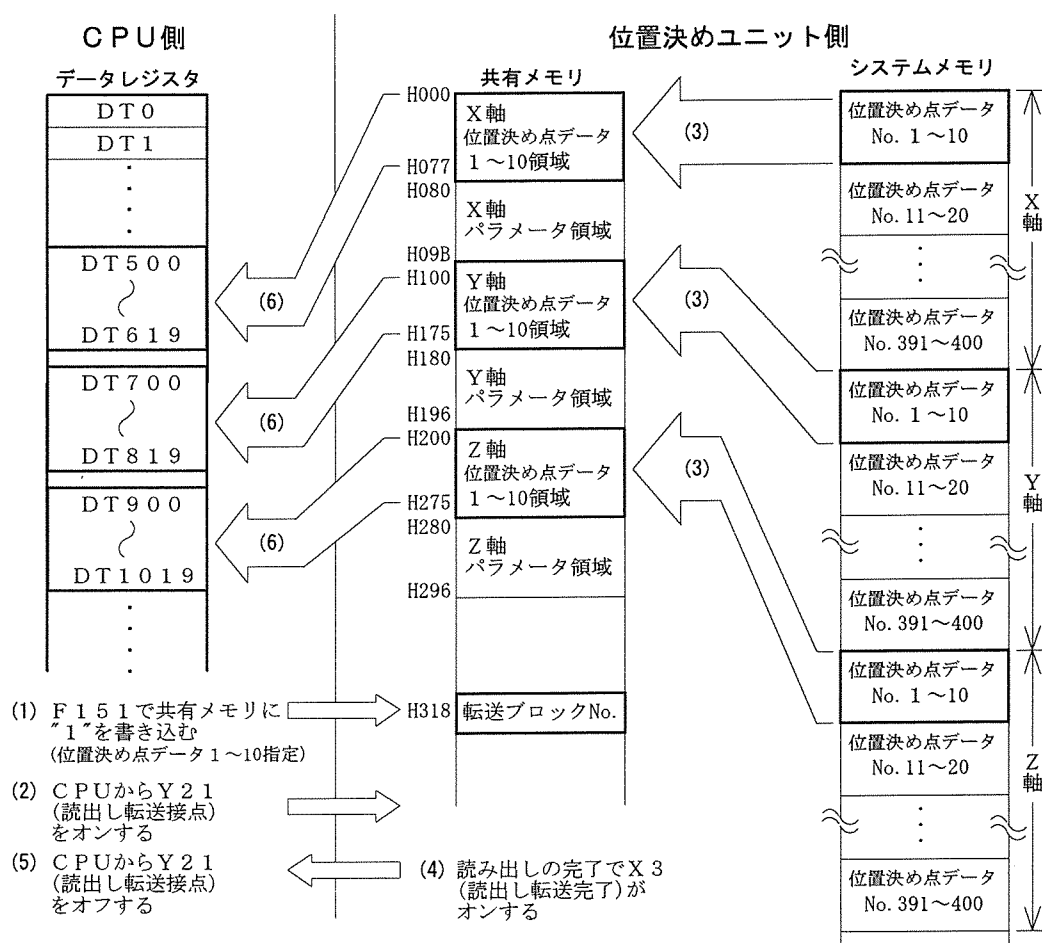 CPU側
データレジスタ
DT0
DT1
DT500
〜
DT619
DT700
〜
DT819
DT900
〜
DT1019
位置決めユニット側
共有メモリ
H000
X軸
位置決め点データ
1〜10領域
H077
H080
X軸
パラメータ領域
H09B
H100
Y軸
位置決め点データ
1〜10領域
H175
H180
Y軸
パラメータ領域
H196
H200
Z軸
位置決め点データ
1〜10領域
H275
H280
Z軸
パラメータ領域
H296
H318
転送ブロックNo.
(6)
(6)
(6)
(3)
(3)
(3)
システムメモリ
位置決め点データ
No. 1〜10
位置決め点データ
No. 11〜20
位置決め点データ
No. 391〜400
X軸
位置決め点データ
No. 1〜10
位置決め点データ
No. 11〜20
位置決め点データ
No. 391〜400
Y軸
位置決め点データ
No. 1〜10
位置決め点データ
No. 11〜20
位置決め点データ
No. 391〜400
Z軸
(1) F151で共有メモリに
"1"を書き込む
(位置決め点データ1〜10指定)
(2) CPUからY21
(読出し転送接点)
をオンする
(5) CPUからY21
(読出し転送接点)
をオフする
(4) 読み出しの完了でX3
(読出し転送完了)が
オンする